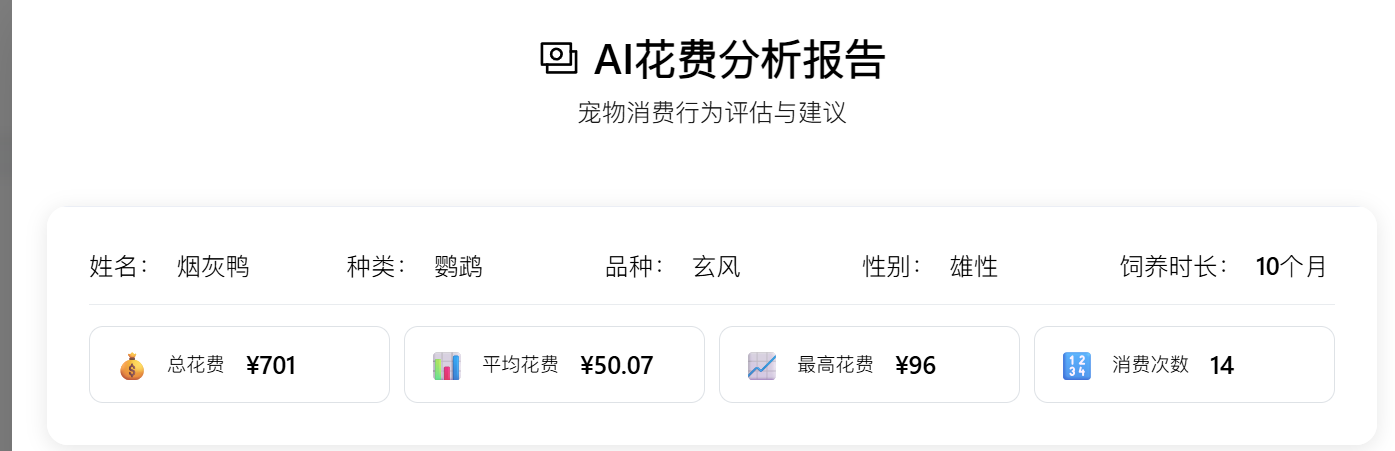 AI花费分析报告
宠物消费行为评估与建议
姓名： 烟灰鸭 种类： 鹦鹉 品种： 玄风 性别： 雄性 饲养时长： 10个月
总花费 ¥701 平均花费 ¥50.07 最高花费 ¥96 消费次数 14